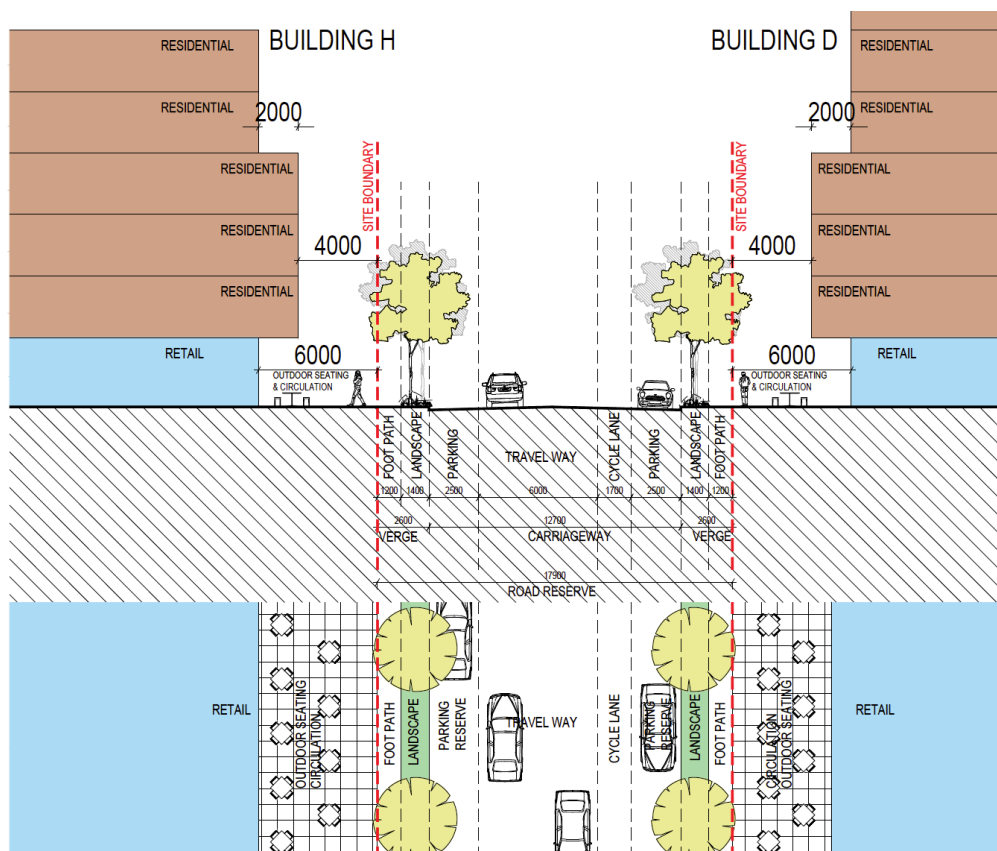 BUILDING H
BUILDING D
RESIDENTIAL
RESIDENTIAL
RESIDENTIAL
RESIDENTIAL
2000
2000
RESIDENTIAL
RESIDENTIAL
SITE BOUNDARY
SITE BOUNDARY
RESIDENTIAL
RESIDENTIAL
4000
4000
RESIDENTIAL
RESIDENTIAL
RETAIL
6000
6000
RETAIL
OUTDOOR SEATING
& CIRCULATION
OUTDOOR SEATING
& CIRCULATION
FOOT PATH
LANDSCAPE
PARKING
TRAVEL WAY
CYCLE LANE
PARKING
LANDSCAPE
FOOT PATH
1200
1400
2500
6000
1700
2500
1400
1200
2600
12700
2600
VERGE
CARRIAGEWAY
VERGE
17900
ROAD RESERVE
RETAIL
OUTDOOR SEATING
CIRCULATION
FOOT PATH
LANDSCAPE
PARKING
RESERVE
TRAVEL WAY
CYCLE LANE
PARKING
RESERVE
LANDSCAPE
FOOT PATH
CIRCULATION
OUTDOOR SEATING
RETAIL